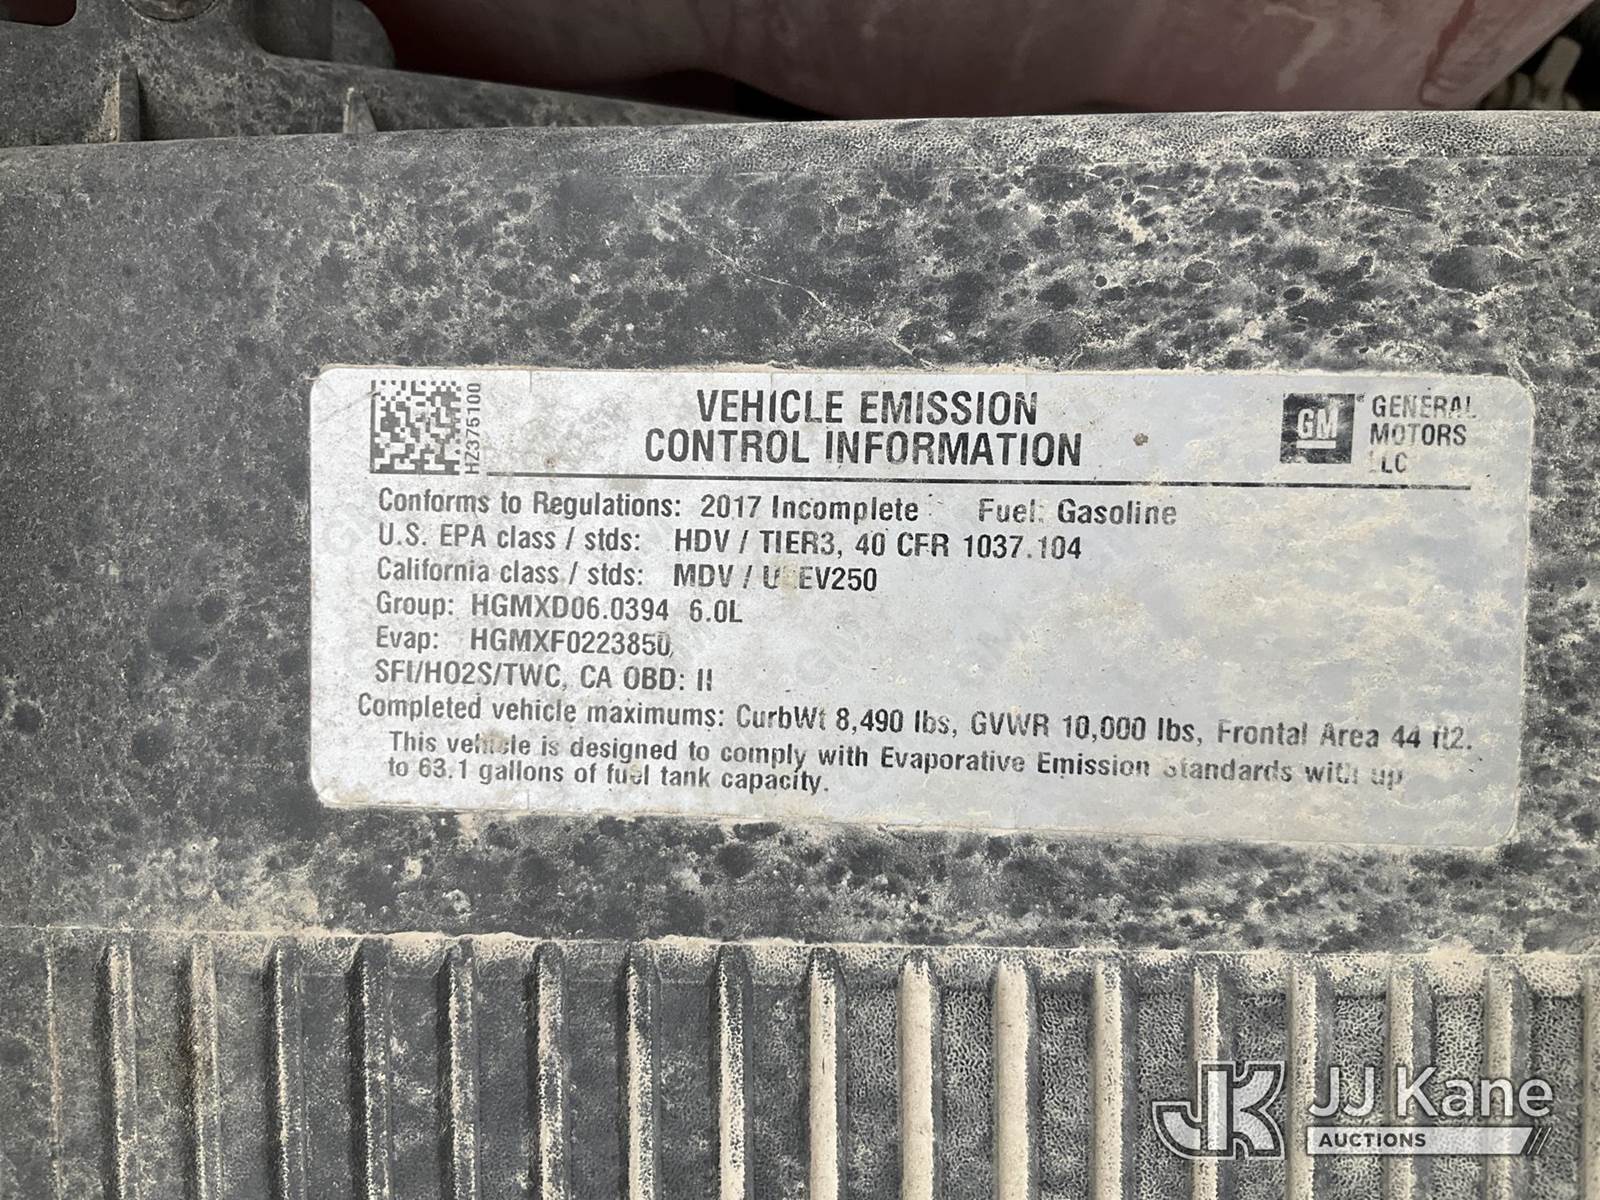 HZ375100
VEHICLE EMISSION
CONTROL INFORMATION
GM
GENERAL
MOTORS
LLC
Conforms to Regulations: 2017 Incomplete Fuel: Gasoline
U.S. EPA class / stds: HDV / TIER3, 40 CFR 1037.104
California class / stds: MDV / EV250
Group: HGMXD06.0394 6.0L
Evap: HGMXF0223850,
SFI/HO2S/TWC, CA OBD: II
Completed vehicle maximums: CurbWt 8,490 lbs, GVWR 10,000 lbs, Frontal Area 44 ft2.
This vehicle is designed to comply with Evaporative Emission Standards with up
to 63.1 gallons of fuel tank capacity.
JK JJ Kane
AUCTIONS